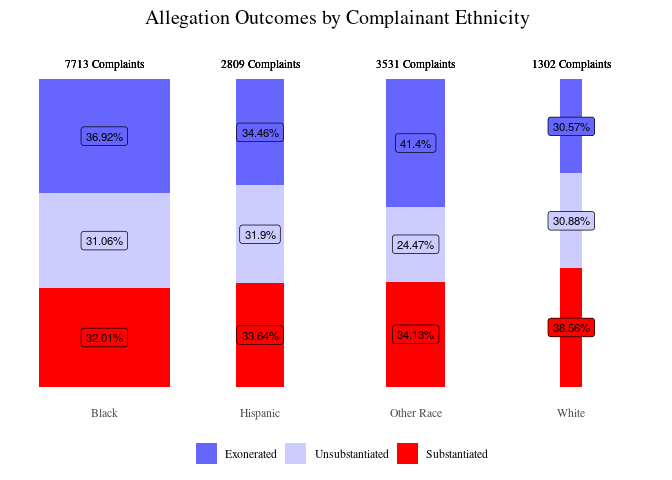 Allegation Outcomes by Complainant Ethnicity
7713 Complaints 2809 Complaints 3531 Complaints 1302 Complaints
36.92% 34.46% 41.4% 30.57%
31.06% 31.9% 24.47% 30.88%
32.01% 33.64% 34.13% 38.56%
Black Hispanic Other Race White
Exonerated Unsubstantiated Substantiated